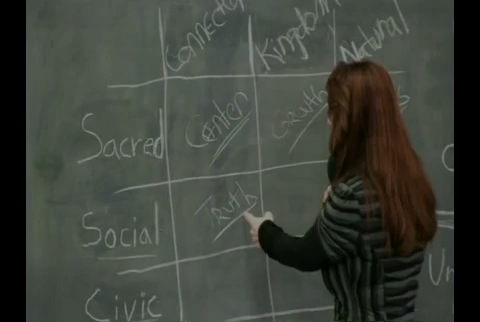 Connected Kingdom Natural
Sacred Center Growth
Social Truth
Civic